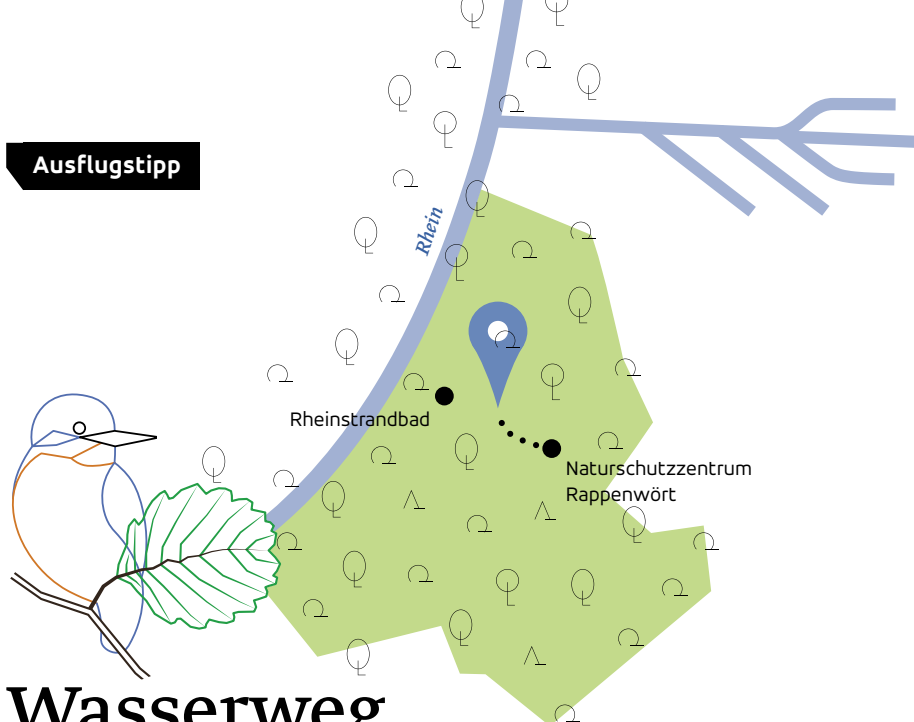 Ausflugstipp
Rhein
Rheinstrandbad
Naturschutzzentrum
Rappenwört
Wasserweg